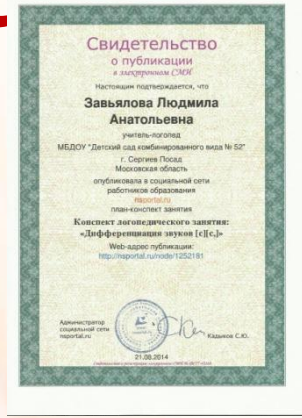 Свидетельство
о публикации
в электронном СМИ
Настоящим подтверждается, что
Завьялова Людмила
Анатольевна
учитель-логопед
МБДОУ "Детский сад комбинированного вида № 52"
г. Сергиев Посад
Московская область
опубликовала в социальной сети
работников образования
nsportal.ru
план-конспект занятия
Конспект логопедического занятия:
«Дифференциация звуков [с][с,]»
Web-адрес публикации:
http://nsportal.ru/node/1252181
Администратор
социальной сети
nsportal.ru
Кадыков С.Ю.
21.08.2014